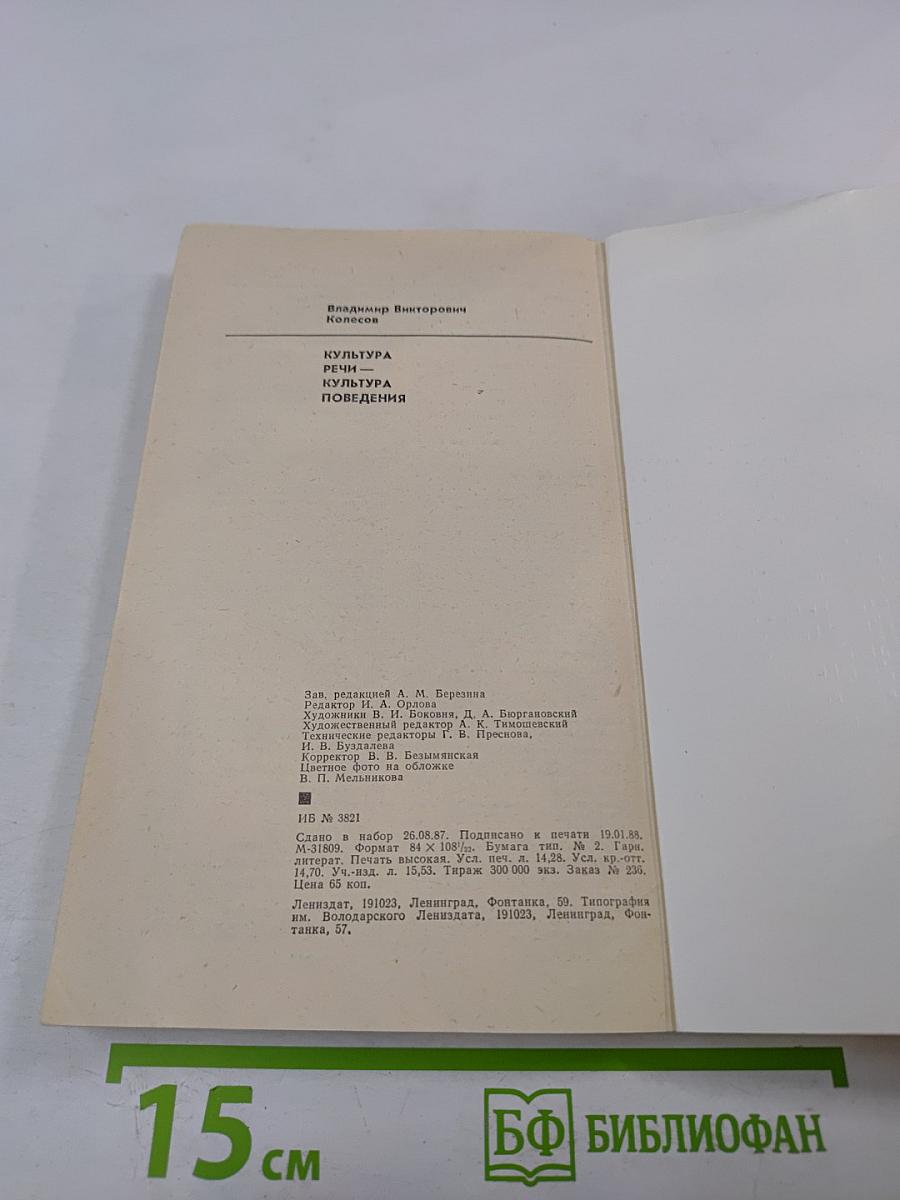 Владимир Викторович
Колесов
КУЛЬТУРА
РЕЧИ —
КУЛЬТУРА
ПОВЕДЕНИЯ
Зав. редакцией А. М. Березина
Редактор И. А. Орлова
Художники В. И. Боковня, Д. А. Бюргановский
Художественный редактор А. К. Тимошевский
Технические редакторы Г. В. Преснова,
И. В. Буздалева
Корректор В. В. Безымянская
Цветное фото на обложке
В. П. Мельникова
ИБ № 3821
Сдано в набор 26.08.87. Подписано к печати 19.01.88.
М-31809. Формат 84 × 108¹/₃₂. Бумага тип. № 2. Гарн.
литерат. Печать высокая. Усл. печ. л. 14,28. Усл. кр.-отт.
14,70. Уч.-изд. л. 15,53. Тираж 300 000 экз. Заказ № 236.
Цена 65 коп.
Лениздат, 191023, Ленинград, Фонтанка, 59. Типография
им. Володарского Лениздата, 191023, Ленинград, Фон-
танка, 57.
15 см
БФ БИБЛИОФАН